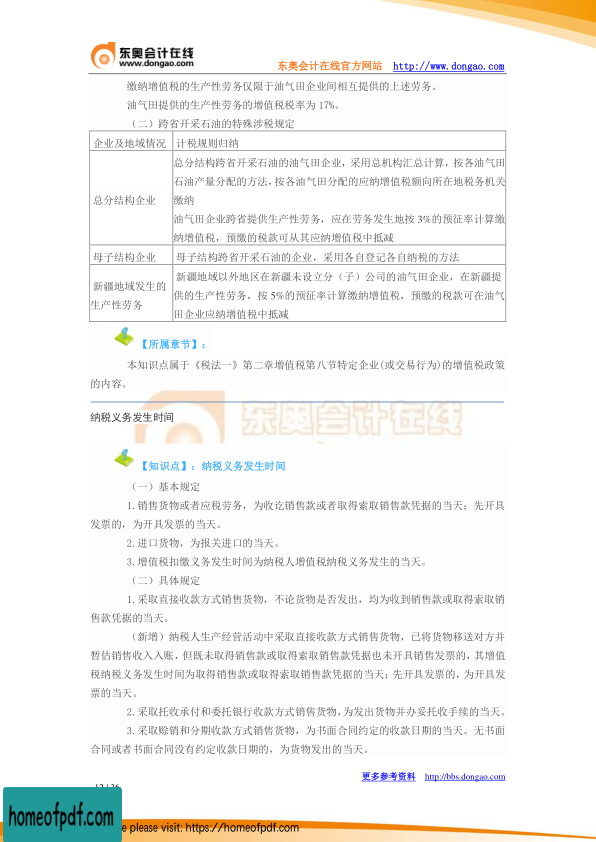 东奥会计在线
www.dongao.com
东奥会计在线官方网站 http://www.dongao.com
缴纳增值税的生产性劳务仅限于油气田企业间相互提供的上述劳务。
油气田提供的生产性劳务的增值税税率为 17%。
（二）跨省开采石油的特殊涉税规定
企业及地域情况 计税规则归纳
总分结构企业
总分结构跨省开采石油的油气田企业，采用总机构汇总计算，按各油气田
石油产量分配的方法，按各油气田分配的应纳增值税额向所在地税务机关
缴纳
油气田企业跨省提供生产性劳务，应在劳务发生地按 3%的预征率计算缴
纳增值税，预缴的税款可从其应纳增值税中抵减
母子结构企业 母子结构跨省开采石油的企业，采用各自登记各自纳税的方法
新疆地域发生的
生产性劳务
新疆地域以外地区在新疆未设立分（子）公司的油气田企业，在新疆提
供的生产性劳务，按 5%的预征率计算缴纳增值税，预缴的税款可在油气
田企业应纳增值税中抵减
【所属章节】：
本知识点属于《税法一》第二章增值税第八节特定企业(或交易行为)的增值税政策
的内容。
东奥会计在线
纳税义务发生时间
【知识点】：纳税义务发生时间
（一）基本规定
1.销售货物或者应税劳务，为收讫销售款或者取得索取销售款凭据的当天；先开具
发票的，为开具发票的当天。
2.进口货物，为报关进口的当天。
3.增值税扣缴义务发生时间为纳税人增值税纳税义务发生的当天。
（二）具体规定
1.采取直接收款方式销售货物，不论货物是否发出，均为收到销售款或取得索取销
售款凭据的当天。
（新增）纳税人生产经营活动中采取直接收款方式销售货物，已将货物移送对方并
暂估销售收入入账，但既未取得销售款或取得索取销售款凭据也未开具销售发票的，其增值
税纳税义务发生时间为取得销售款或取得索取销售款凭据的当天；先开具发票的，为开具发
票的当天。
2.采取托收承付和委托银行收款方式销售货物，为发出货物并办妥托收手续的当天。
3.采取赊销和分期收款方式销售货物，为书面合同约定的收款日期的当天。无书面
合同或者书面合同没有约定收款日期的，为货物发出的当天。
更多参考资料 http://bbs.dongao.com
homeofpdf.com
please visit: https://homeofpdf.com